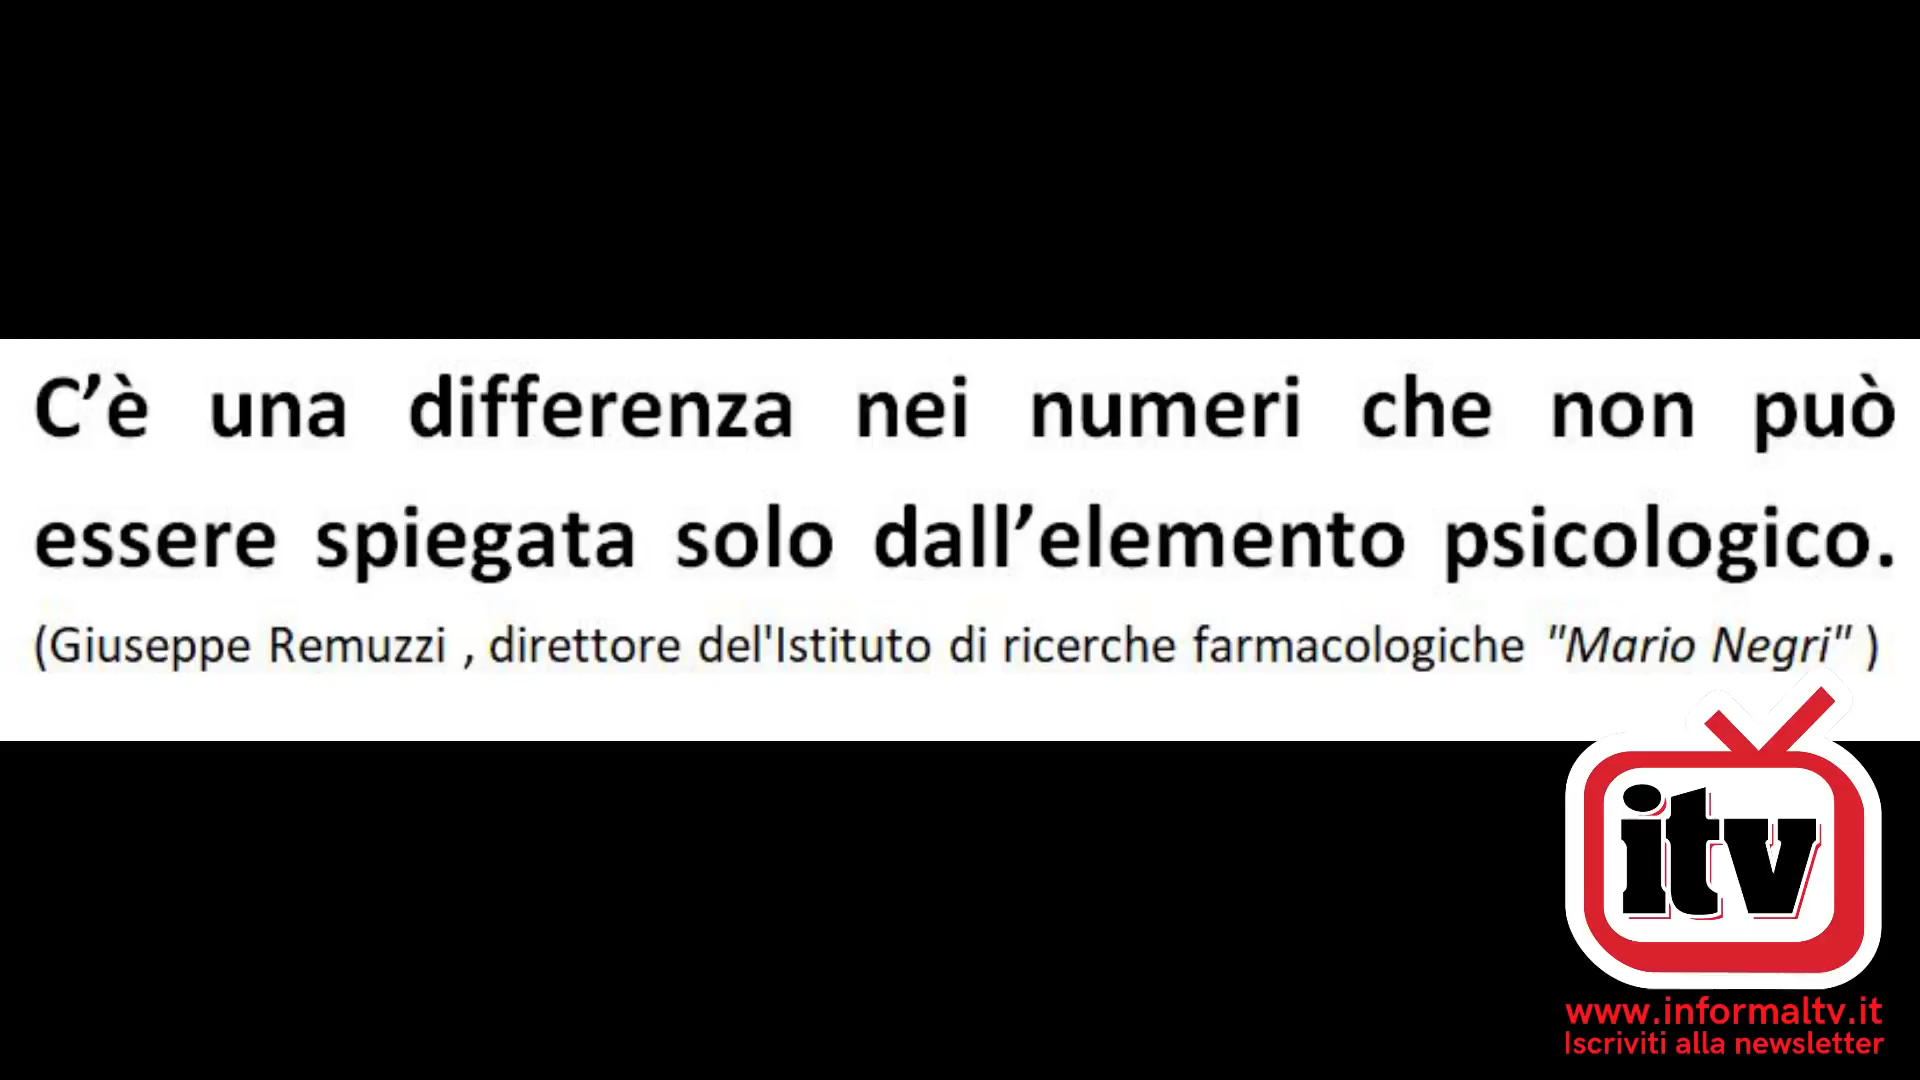 C’è una differenza nei numeri che non può
essere spiegata solo dall’elemento psicologico.
(Giuseppe Remuzzi , direttore del'Istituto di ricerche farmacologiche "Mario Negri" )
itv
www.informaltv.it
Iscriviti alla newsletter